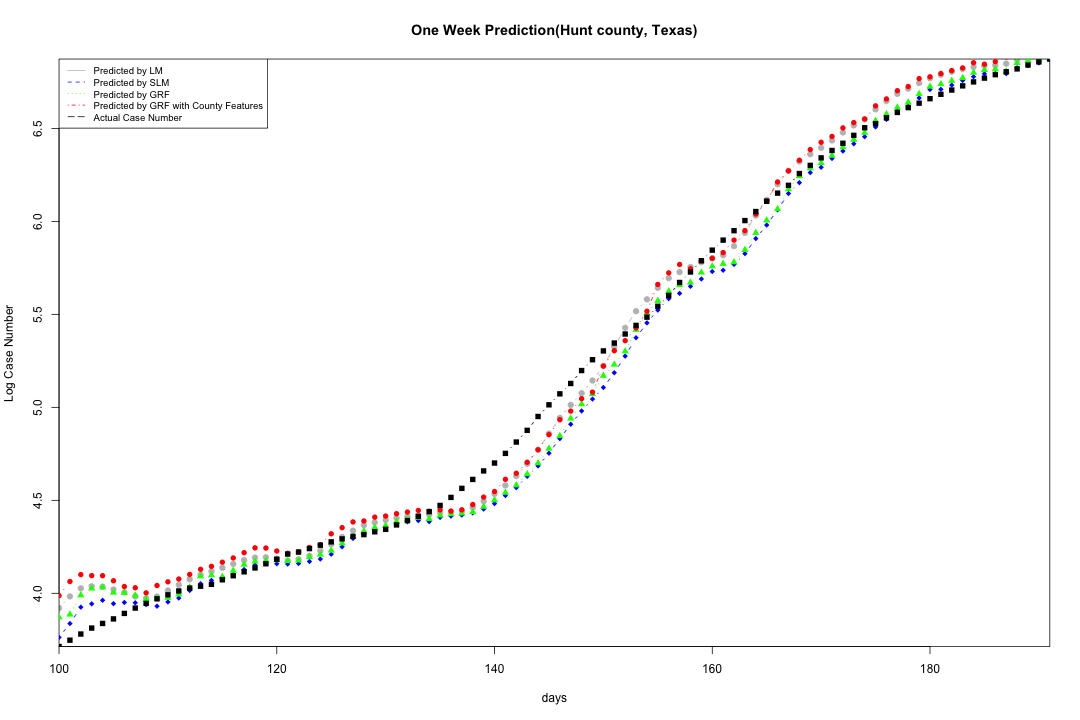 One Week Prediction(Hunt county, Texas)
Predicted by LM
Predicted by SLM
Predicted by GRF
Predicted by GRF with County Features
Actual Case Number
6.5
6.0
5.5
5.0
4.5
4.0
Log Case Number
100 120 140 160 180
days